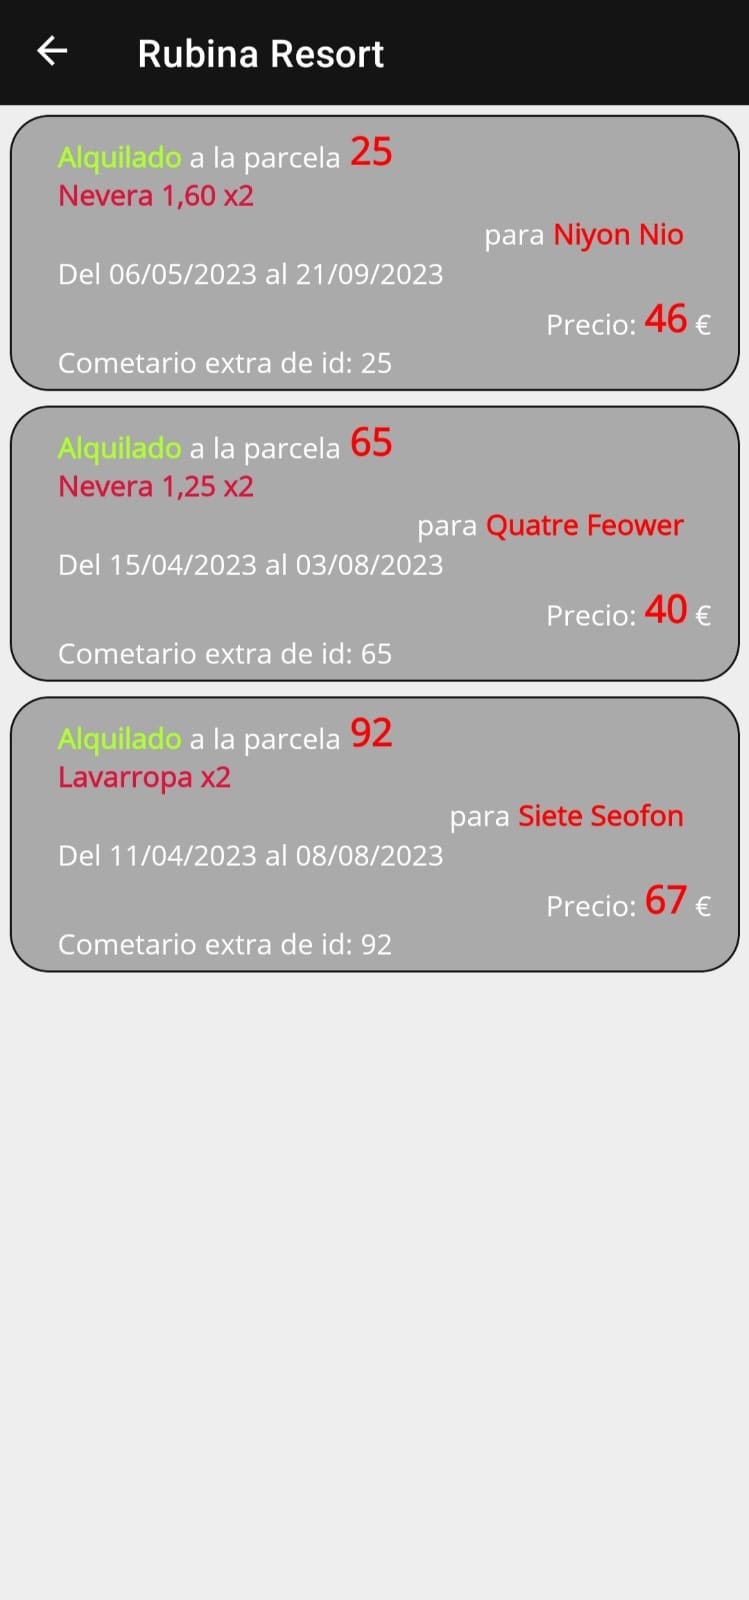 Rubina Resort
Alquilado a la parcela 25
Nevera 1,60 x2
para Niyon Nio
Del 06/05/2023 al 21/09/2023
Precio: 46 €
Cometario extra de id: 25
Alquilado a la parcela 65
Nevera 1,25 x2
para Quatre Feower
Del 15/04/2023 al 03/08/2023
Precio: 40 €
Cometario extra de id: 65
Alquilado a la parcela 92
Lavarropa x2
para Siete Seofon
Del 11/04/2023 al 08/08/2023
Precio: 67 €
Cometario extra de id: 92